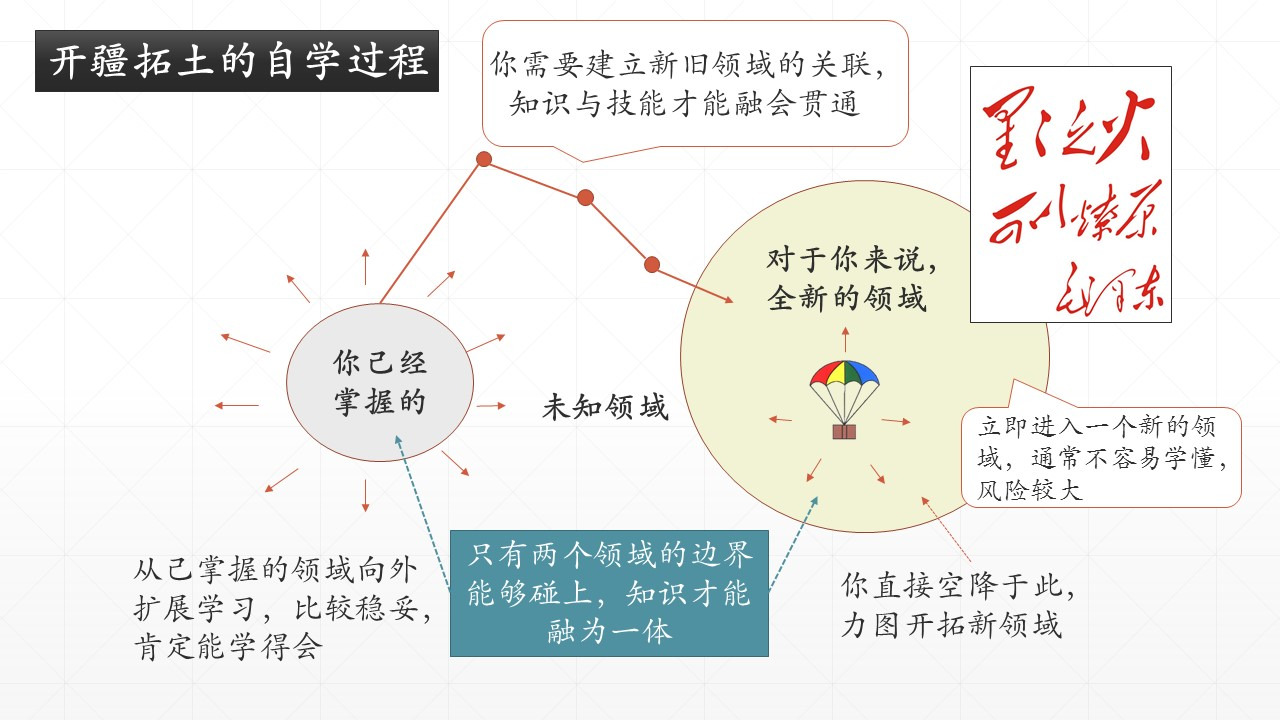 开疆拓土的自学过程
你需要建立新旧领域的关联，
知识与技能才能融会贯通
星星之火
可以燎原
毛泽东
对于你来说，
全新的领域
你已经
掌握的
未知领域
立即进入一个新的领
域，通常不容易学懂，
风险较大
从已掌握的领域向外
扩展学习，比较稳妥，
肯定能学得会
只有两个领域的边界
能够碰上，知识才能
融为一体
你直接空降于此，
力图开拓新领域